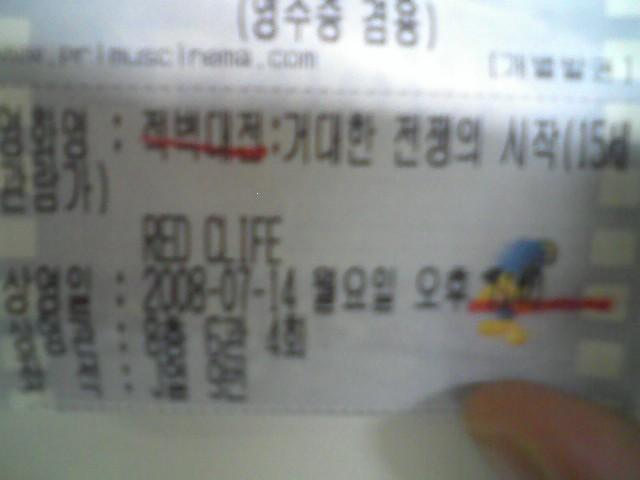 (영수증 겸용)
www.primuscinema.com [개별발권]
영화명 : 적벽대전:거대한 전쟁의 시작(15세
관람가)
RED CLIFF
상영일 : 2008-07-14 월요일 오후
4회